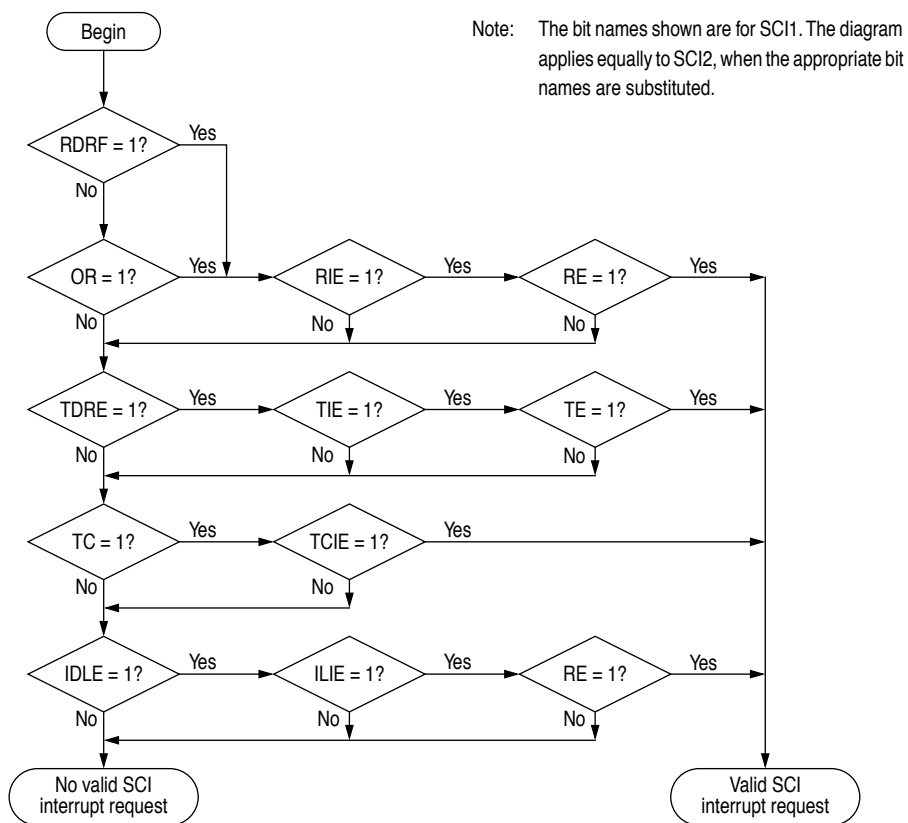 Begin
Note: The bit names shown are for SCI1. The diagram
applies equally to SCI2, when the appropriate bit
names are substituted.
RDRF = 1?
Yes
No
OR = 1?
Yes
RIE = 1?
Yes
RE = 1?
Yes
No
No
No
TDRE = 1?
Yes
TIE = 1?
Yes
TE = 1?
Yes
No
No
No
TC = 1?
Yes
TCIE = 1?
Yes
No
No
IDLE = 1?
Yes
ILIE = 1?
Yes
RE = 1?
Yes
No
No
No
No valid SCI
interrupt request
Valid SCI
interrupt request